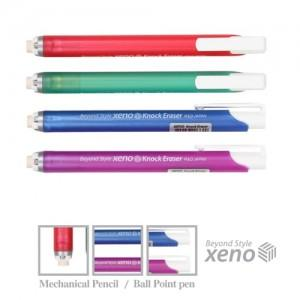 Beyond Style xeno Knock Eraser
Beyond Style xeno Knock Eraser
Mechanical Pencil / Ball Point pen
Beyond Style
xeno